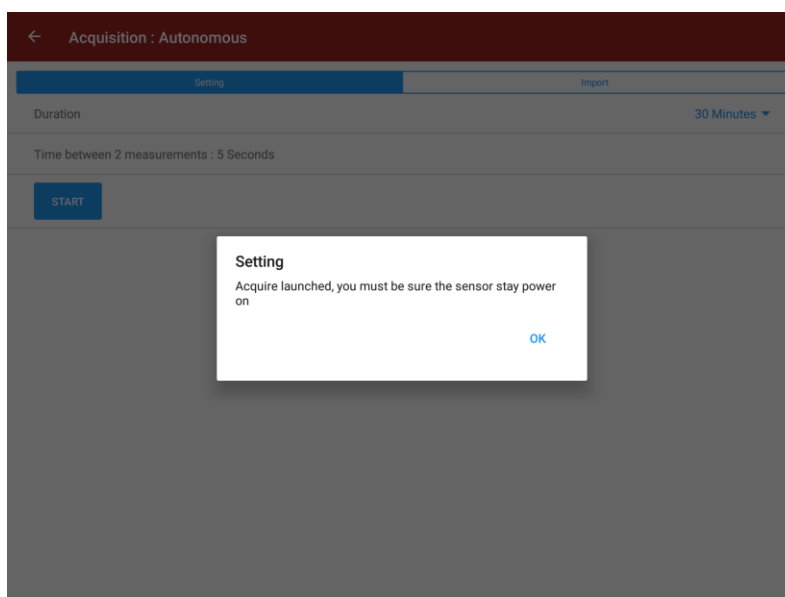 Acquisition : Autonomous
Setting
Import
Duration
30 Minutes
Time between 2 measurements : 5 Seconds
START
Setting
Acquire launched, you must be sure the sensor stay power
on
OK